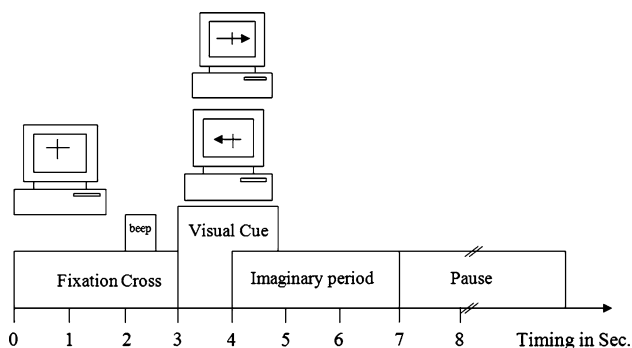 beep
Visual Cue
Fixation Cross
Imaginary period
Pause
0 1 2 3 4 5 6 7 8 Timing in Sec.